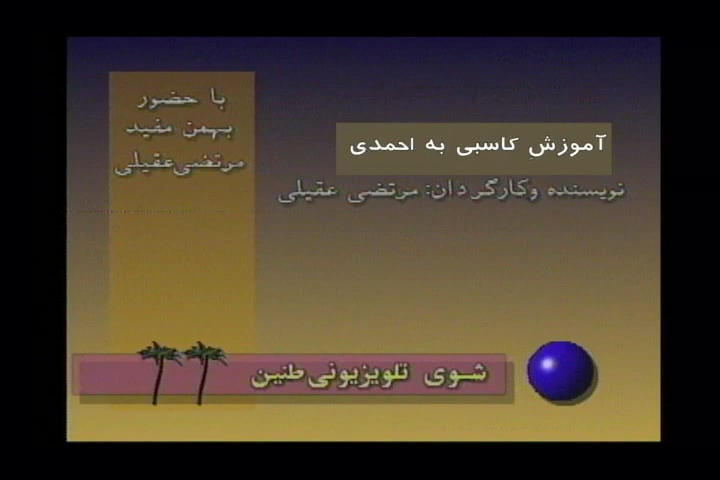 با حضور
بهمن مفید
مرتضی عقیلی
آموزش کاسبی به احمدی
نویسنده وکارگردان: مرتضی عقیلی
شوی تلویزیونی طنین